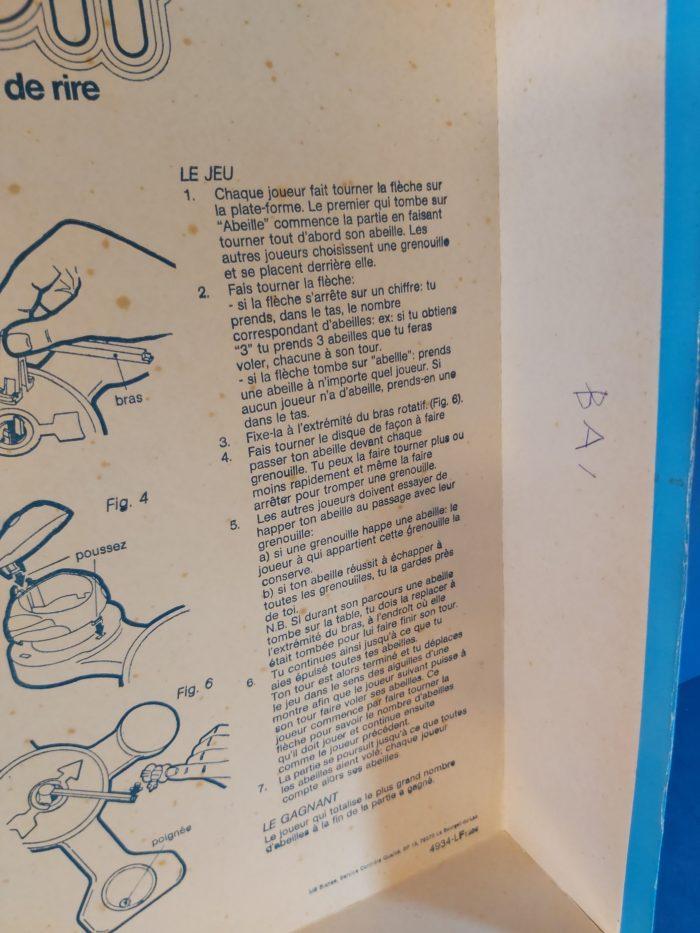 de rire
LE JEU
1. Chaque joueur fait tourner la flèche sur
la plate-forme. Le premier qui tombe sur
"Abeille" commence la partie en faisant
tourner tout d'abord son abeille. Les
autres joueurs choisissent une grenouille
et se placent derrière elle.
2. Fais tourner la flèche:
- si la flèche s'arrête sur un chiffre: tu
prends, dans le tas, le nombre
correspondant d'abeilles: ex: si tu obtiens
"3" tu prends 3 abeilles que tu feras
voler, chacune à son tour.
- si la flèche tombe sur "abeille": prends
une abeille à n'importe quel joueur. Si
aucun joueur n'a d'abeille, prends-en une
dans le tas.
3. Fixe-la à l'extrémité du bras rotatif. (Fig. 6).
4. Fais tourner le disque de façon à faire
passer ton abeille devant chaque
grenouille. Tu peux la faire tourner plus ou
moins rapidement et même la faire
arrêter pour tromper une grenouille.
5. Les autres joueurs doivent essayer de
happer ton abeille au passage avec leur
grenouille:
a) si une grenouille happe une abeille: le
joueur à qui appartient cette grenouille la
conserve.
b) si ton abeille réussit à échapper à
toutes les grenouilles, tu la gardes près
de toi.
N.B. Si durant son parcours une abeille
tombe sur la table, tu dois la replacer à
l'extrémité du bras, à l'endroit où elle
était tombée pour lui faire finir son tour.
Tu continues ainsi jusqu'à ce que tu
aies épuisé toutes tes abeilles.
6. Ton tour est alors terminé et tu déplaces
le jeu dans le sens des aiguilles d'une
montre afin que le joueur suivant puisse à
son tour faire voler ses abeilles. Ce
joueur commence par faire tourner la
flèche pour savoir le nombre d'abeilles
qu'il doit jouer et continue ensuite
comme le joueur précédent.
7. La partie se poursuit jusqu'à ce que toutes
les abeilles aient volé; chaque joueur
compte alors ses abeilles.
LE GAGNANT
Le joueur qui totalise le plus grand nombre
d'abeilles à la fin de la partie a gagné.
4934-LF
bras
Fig. 4
poussez
Fig. 6
poignée
BA